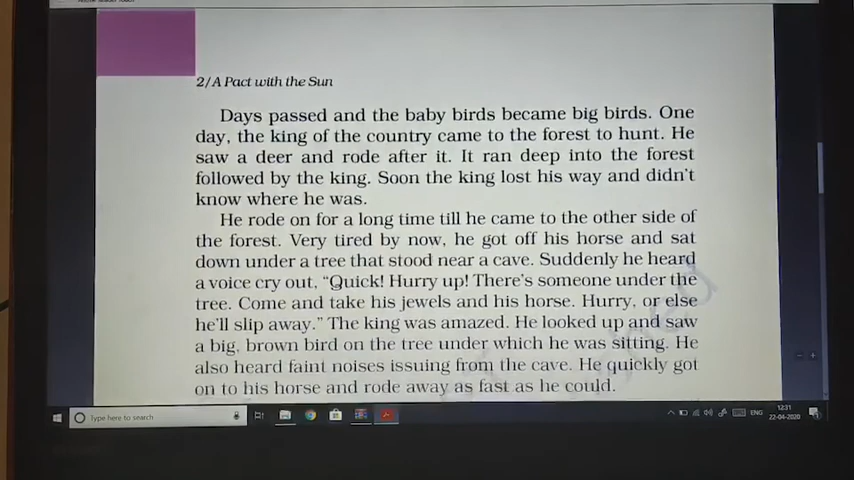 2/A Pact with the Sun
Days passed and the baby birds became big birds. One
day, the king of the country came to the forest to hunt. He
saw a deer and rode after it. It ran deep into the forest
followed by the king. Soon the king lost his way and didn't
know where he was.
He rode on for a long time till he came to the other side of
the forest. Very tired by now, he got off his horse and sat
down under a tree that stood near a cave. Suddenly he heard
a voice cry out, “Quick! Hurry up! There's someone under the
tree. Come and take his jewels and his horse. Hurry, or else
he'll slip away.” The king was amazed. He looked up and saw
a big, brown bird on the tree under which he was sitting. He
also heard faint noises issuing from the cave. He quickly got
on to his horse and rode away as fast as he could.
Type here to search
ENG
12:31
22-04-2020